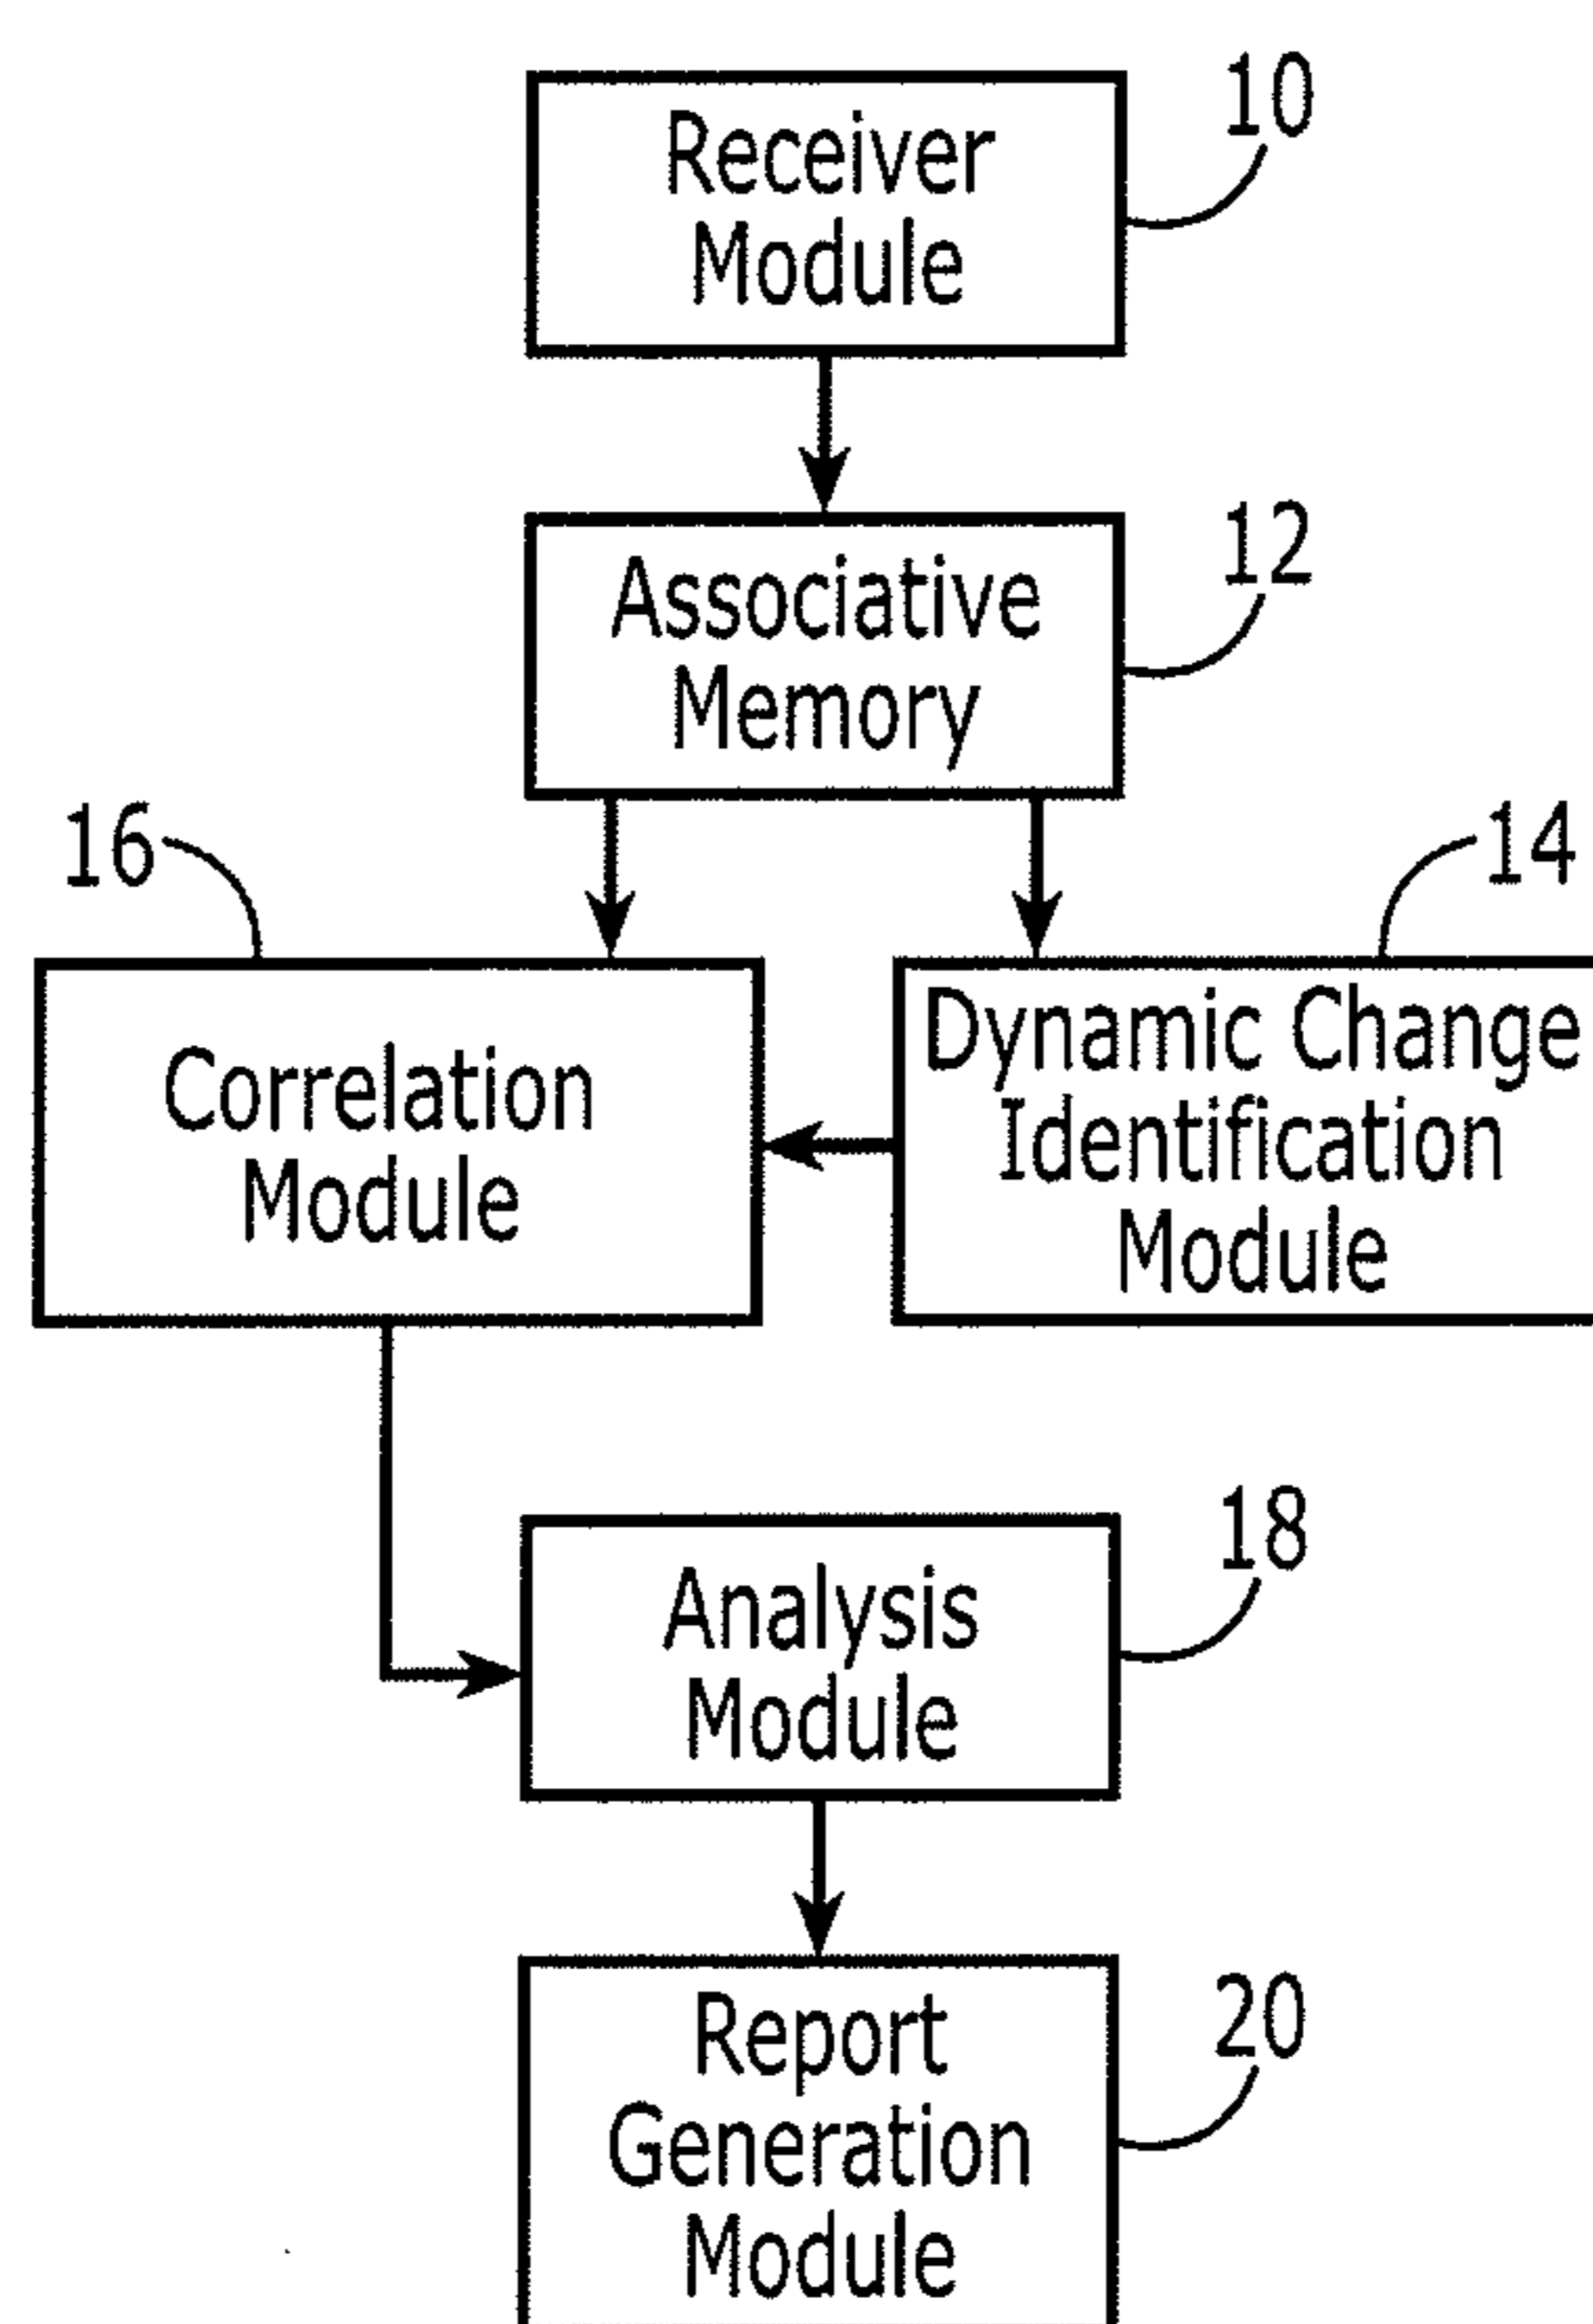 10
Receiver
Module
12
Associative
Memory
16
14
Correlation
Module
Dynamic Change
Identification
Module
18
Analysis
Module
20
Report
Generation
Module